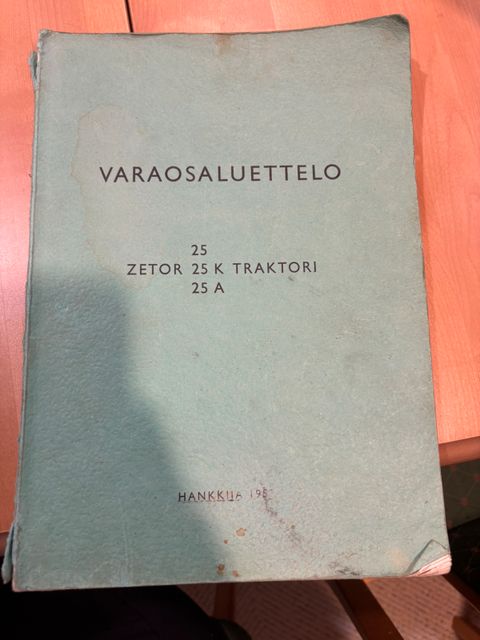 VARAOSALUETTELO
25
ZETOR 25 K TRAKTORI
25 A
HANKKIJA